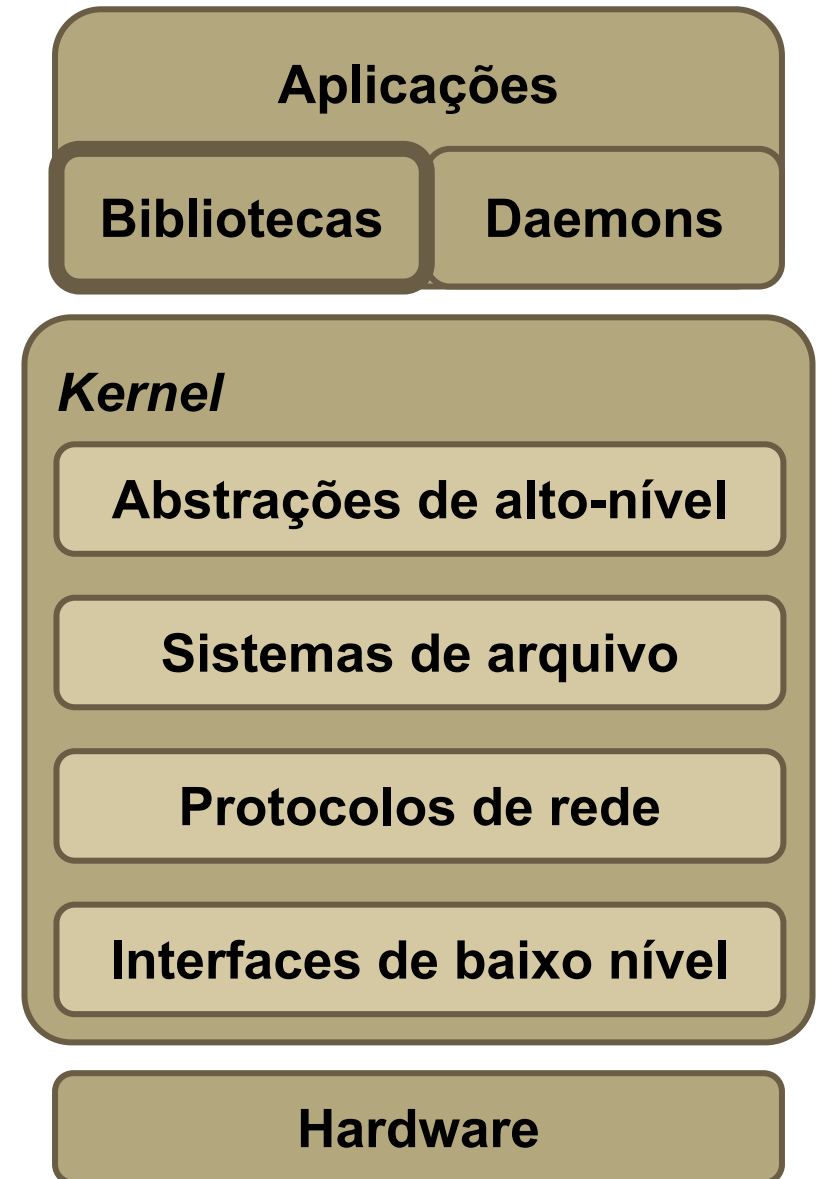 Aplicações
Bibliotecas Daemons
Kernel
Abstrações de alto-nível
Sistemas de arquivo
Protocolos de rede
Interfaces de baixo nível
Hardware